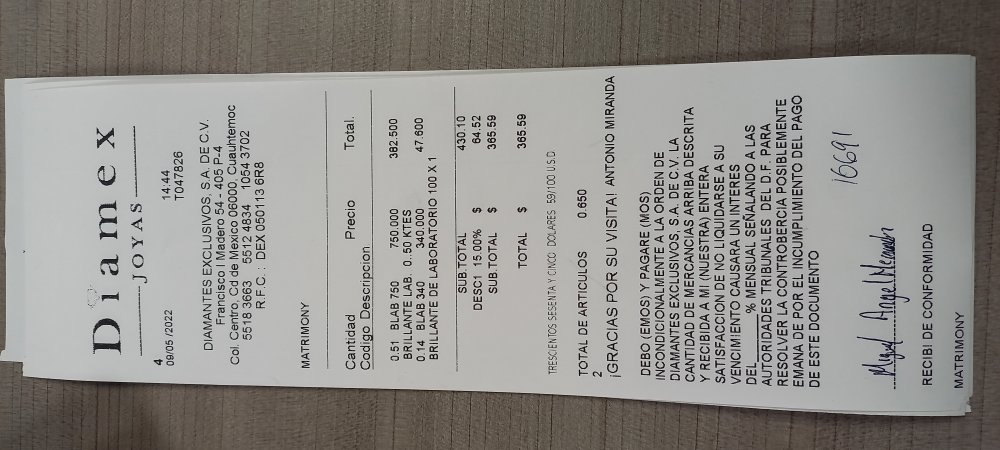 Diamex
JOYAS
4
09/05/2022 14:44
T047826
DIAMANTES EXCLUSIVOS, S.A. DE C.V.
Francisco I Madero 54 - 405 P-4
Col. Centro, Cd de Mexico 06000, Cuauhtemoc
5518 3663 5512 4834 1054 3702
R.F.C.: DEX 050113 6R8
MATRIMONY
Cantidad Precio Total.
Codigo Descripcion
0.51 BLAB 750 750.000 382.500
BRILLANTE LAB. 0..50 KTES
0.14 BLAB 340 340.000 47.600
BRILLANTE DE LABORATORIO 100 X 1
SUB.TOTAL 430.10
DESC1 15.00% $ 64.52
SUB.TOTAL $ 365.59
TOTAL $ 365.59
TRESCIENTOS SESENTA Y CINCO DOLARES 59/100 U.S.D
TOTAL DE ARTICULOS 0.650
2
¡GRACIAS POR SU VISITA! ANTONIO MIRANDA
DEBO (EMOS) Y PAGARE (MOS)
INCONDICIONALMENTE A LA ORDEN DE
DIAMANTES EXCLUSIVOS, S.A. DE C.V. LA
CANTIDAD DE MERCANCIAS ARRIBA DESCRITA
Y RECIBIDA A MI (NUESTRA) ENTERA
SATISFACCION DE NO LIQUIDARSE A SU
VENCIMIENTO CAUSARA UN INTERES
DEL____% MENSUAL SEÑALANDO A LAS
AUTORIDADES TRIBUNALES DEL D.F. PARA
RESOLVER LA CONTROBERCIA POSIBLEMENTE
EMANA DE POR EL INCUMPLIMIENTO DEL PAGO
DE ESTE DOCUMENTO
16691
Miguel Angel
RECIBI DE CONFORMIDAD
MATRIMONY